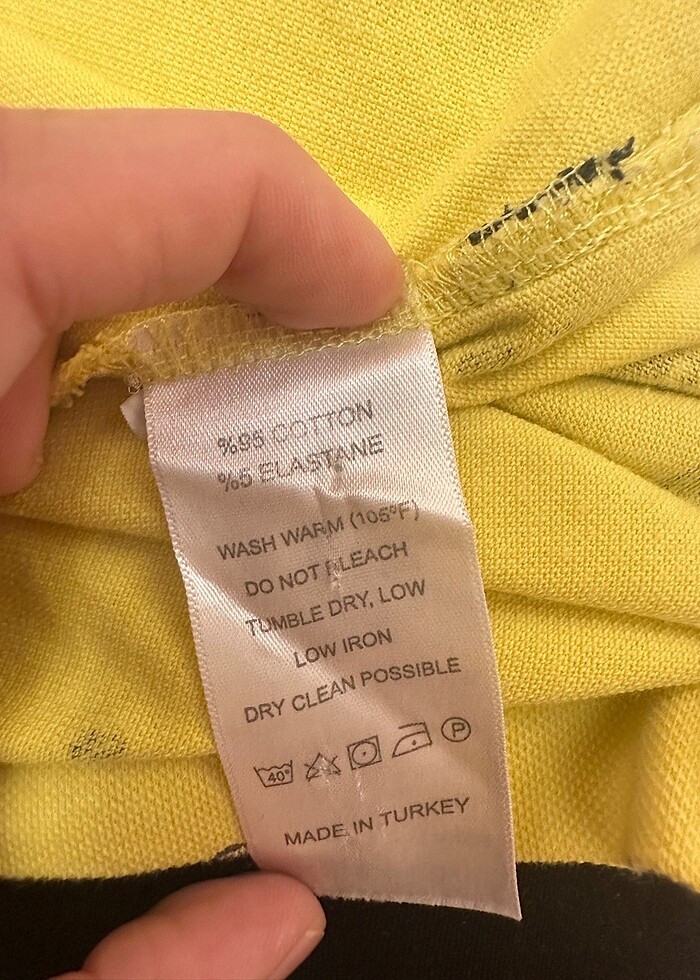 %95 COTTON
%5 ELASTANE
WASH WARM (105°F)
DO NOT BLEACH
TUMBLE DRY, LOW
LOW IRON
DRY CLEAN POSSIBLE
40° P
MADE IN TURKEY